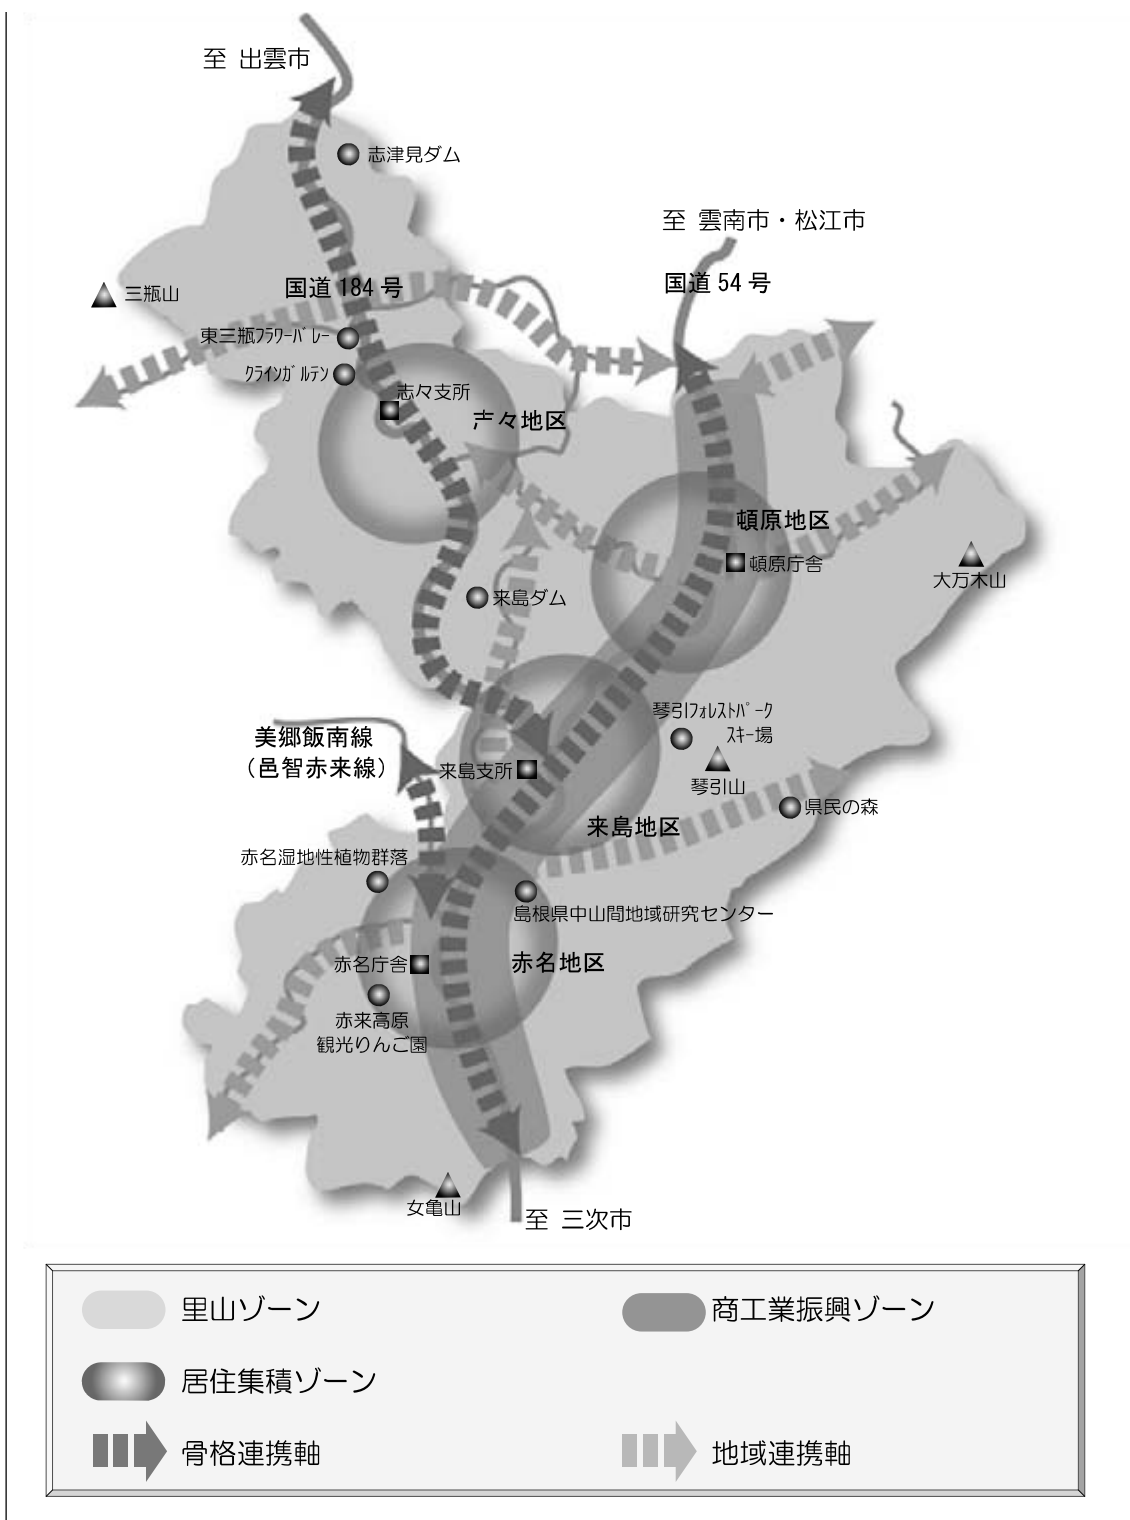 至 出雲市
志津見ダム
至 雲南市・松江市
国道 54 号
国道 184 号
三瓶山
東三瓶ﾌﾗﾜｰﾊﾞﾚｰ
ｸﾗｲﾝｶﾞﾙﾃﾝ
志々支所
志々地区
頓原地区
頓原庁舎
大万木山
来島ダム
琴引ﾌｫﾚｽﾄﾊﾟｰｸ
ｽｷｰ場
美郷飯南線
（邑智赤来線）
来島支所
琴引山
県民の森
来島地区
赤名湿地性植物群落
島根県中山間地域研究センター
赤名庁舎
赤名地区
赤来高原
観光りんご園
女亀山
至 三次市
里山ゾーン
商工業振興ゾーン
居住集積ゾーン
骨格連携軸
地域連携軸